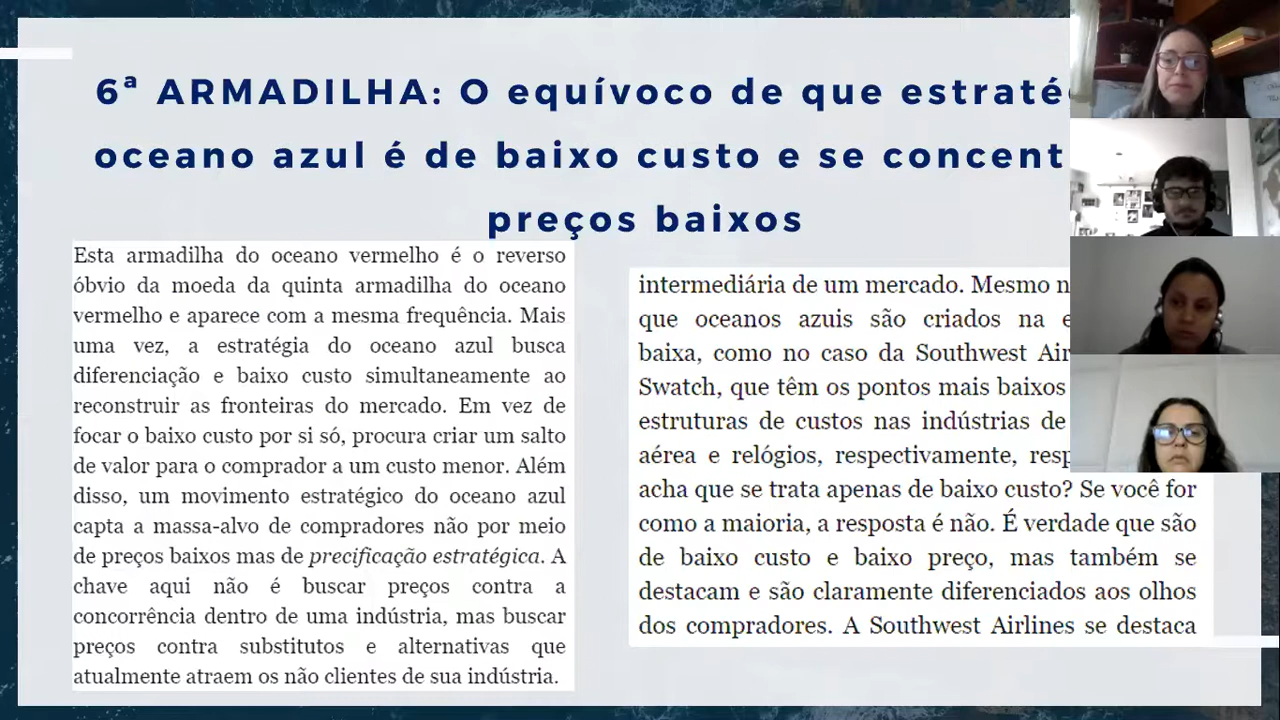 6ª ARMADILHA: O equívoco de que
oceano azul é de baixo custo e se
preços baixos
Esta armadilha do oceano vermelho é o reverso
óbvio da moeda da quinta armadilha do oceano
vermelho e aparece com a mesma frequência. Mais
uma vez, a estratégia do oceano azul busca
diferenciação e baixo custo simultaneamente ao
reconstruir as fronteiras do mercado. Em vez de
focar o baixo custo por si só, procura criar um salto
de valor para o comprador a um custo menor. Além
disso, um movimento estratégico do oceano azul
capta a massa-alvo de compradores não por meio
de preços baixos mas de precificação estratégica. A
chave aqui não é buscar preços contra a
concorrência dentro de uma indústria, mas buscar
preços contra substitutos e alternativas que
atualmente atraem os não clientes de sua indústria.
intermediária de um mercado. Mesmo
que oceanos azuis são criados na
baixa, como no caso da Southwest
Swatch, que têm os pontos mais baixos
estruturas de custos nas indústrias de
aérea e relógios, respectivamente,
acha que se trata apenas de baixo custo? Se você for
como a maioria, a resposta é não. É verdade que são
de baixo custo e baixo preço, mas também se
destacam e são claramente diferenciados aos olhos
dos compradores. A Southwest Airlines se destaca